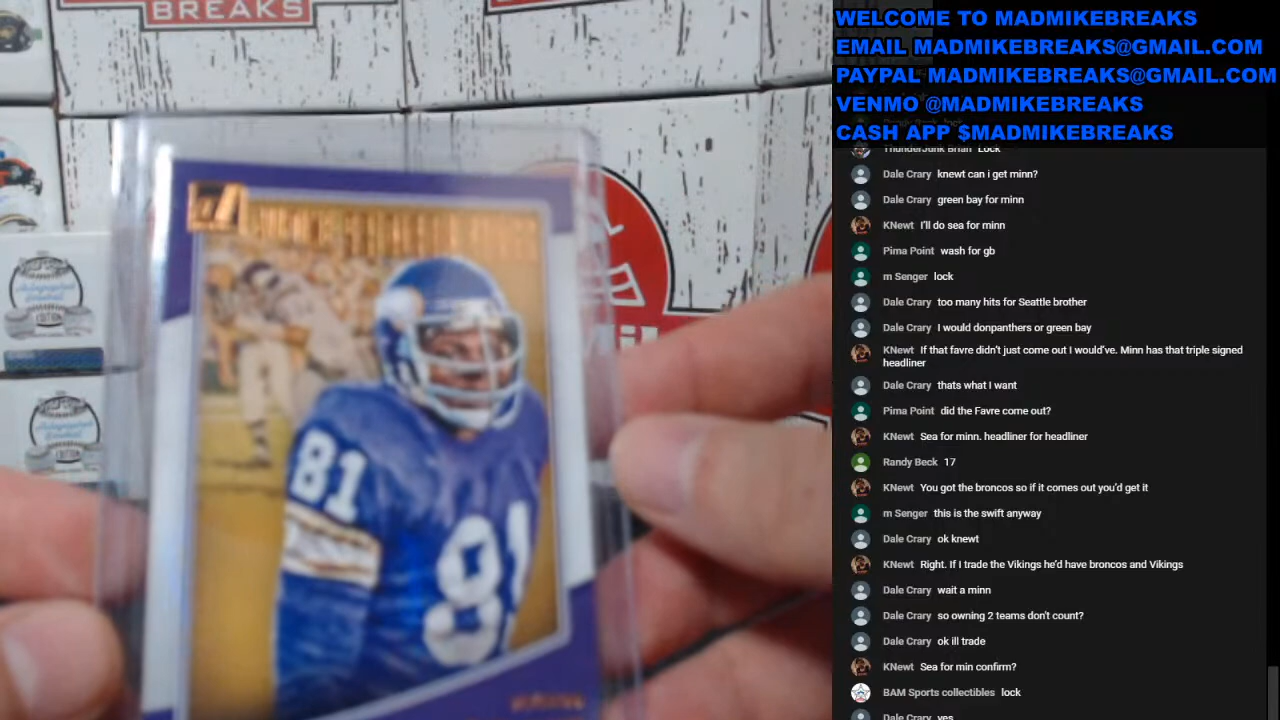 BREAKS
81
81
WELCOME TO MADMIKEBREAKS
EMAIL MADMIKEBREAKS@GMAIL.COM
PAYPAL MADMIKEBREAKS@GMAIL.COM
VENMO @MADMIKEBREAKS
CASH APP $MADMIKEBREAKS
ThunderJunk Brian Lock
Dale Crary knewt can i get minn?
Dale Crary green bay for minn
KNewt I'll do sea for minn
Pima Point wash for gb
m Senger lock
Dale Crary too many hits for Seattle brother
Dale Crary I would donpanthers or green bay
KNewt If that favre didn't just come out I would've. Minn has that triple signed
headliner
Dale Crary thats what I want
Pima Point did the Favre come out?
KNewt Sea for minn. headliner for headliner
Randy Beck 17
KNewt You got the broncos so if it comes out you'd get it
m Senger this is the swift anyway
Dale Crary ok knewt
KNewt Right. If I trade the Vikings he'd have broncos and Vikings
Dale Crary wait a minn
Dale Crary so owning 2 teams don't count?
Dale Crary ok ill trade
KNewt Sea for min confirm?
BAM Sports collectibles lock
Dale Crary yes